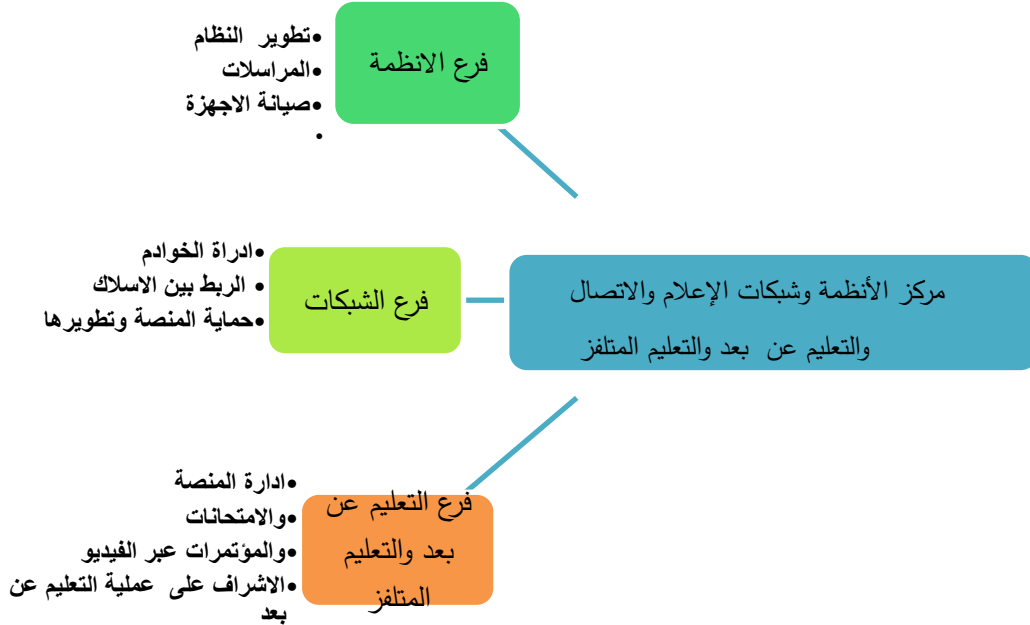 فرع الانظمة
•تطوير النظام
•المراسلات
•صيانة الاجهزة
•
مركز الأنظمة وشبكات الإعلام والاتصال
والتعليم عن بعد والتعليم المتلفز
فرع الشبكات
•ادراة الخوادم
• الربط بين الاسلاك
•حماية المنصة وتطويرها
فرع التعليم عن
بعد والتعليم
المتلفز
•ادارة المنصة
•والامتحانات
•والمؤتمرات عبر الفيديو
•الاشراف على عملية التعليم عن
بعد